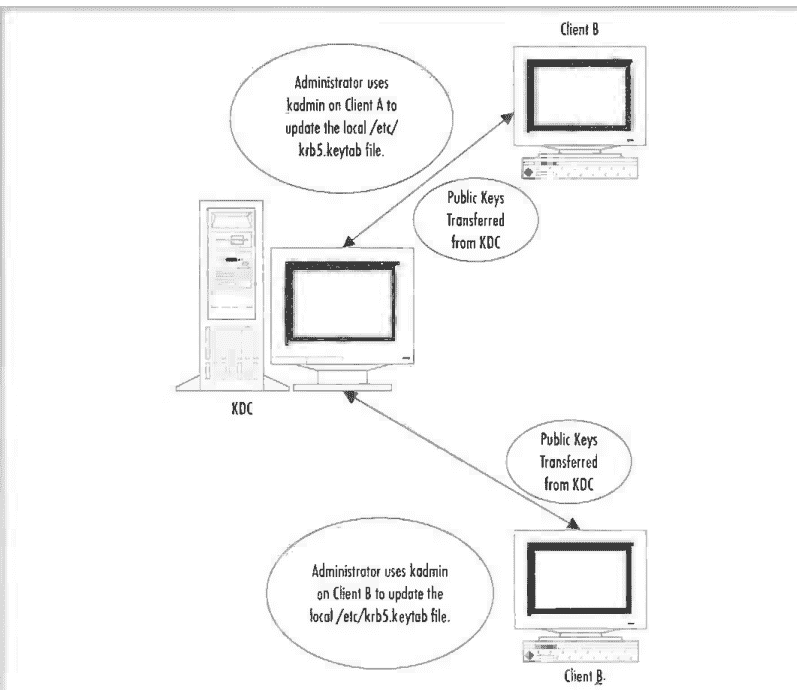 Client B
Administrator uses
kadmin on Client A to
update the local /etc/
krb5.keytab file.
Public Keys
Transferred
from KDC
KDC
Public Keys
Transferred
from KDC
Administrator uses kadmin
on Client B to update the
local /etc/krb5.keytab file.
Client B.